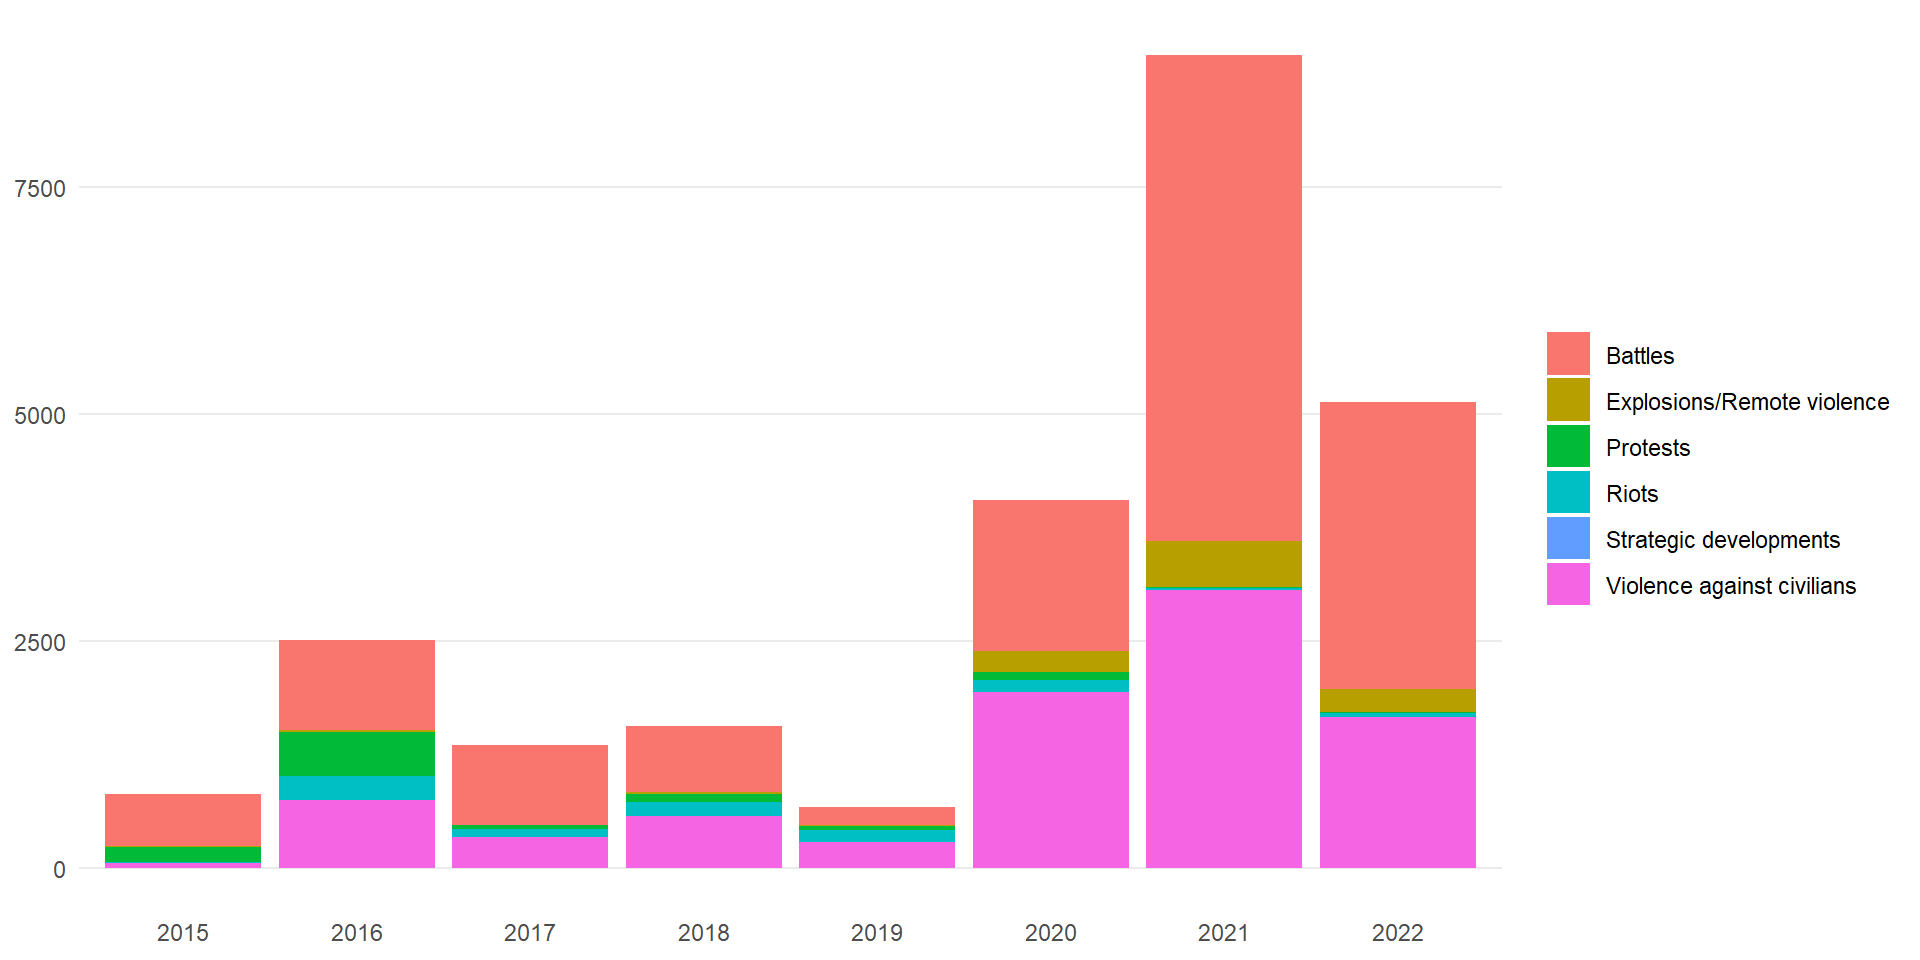 7500
5000
2500
0
2015
2016
2017
2018
2019
2020
2021
2022
Battles
Explosions/Remote violence
Protests
Riots
Strategic developments
Violence against civilians